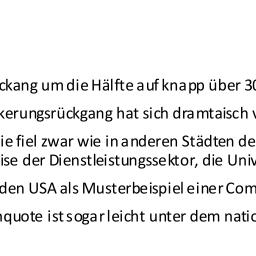 ckang um die Hälfte auf knapp über 30
kerungsrückgang hat sich dramtaisch v
ie fiel zwar wie in anderen Städten de
ise der Dienstleistungssektor, die Univ
den USA als Musterbeispiel einer Com
nquote ist sogar leicht unter dem natio